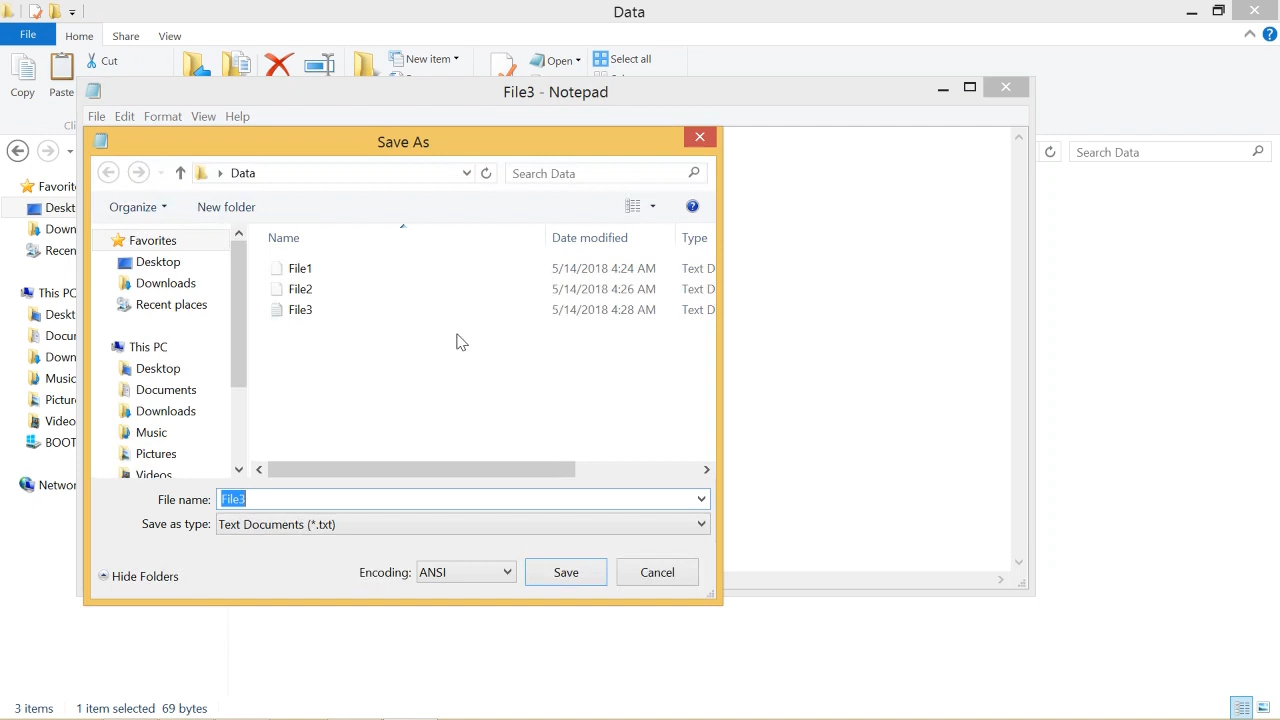 Data
File
Home
Share
View
Copy
Paste
Cut
New item
Open
Select all
File3 - Notepad
File Edit Format View Help
Save As
Data
Search Data
Search Data
Organize
New folder
Favorites
Desktop
Downloads
Recent places
This PC
Desktop
Documents
Downloads
Music
Pictures
Videos
Name Date modified Type
File1 5/14/2018 4:24 AM Text D
File2 5/14/2018 4:26 AM Text D
File3 5/14/2018 4:28 AM Text D
File name: File3
Save as type: Text Documents (*.txt)
Hide Folders
Encoding: ANSI
Save
Cancel
Favorit
Deskt
Down
Recen
This PC
Deskt
Docur
Down
Music
Picture
Video
BOOT
Networ
3 items 1 item selected 69 bytes